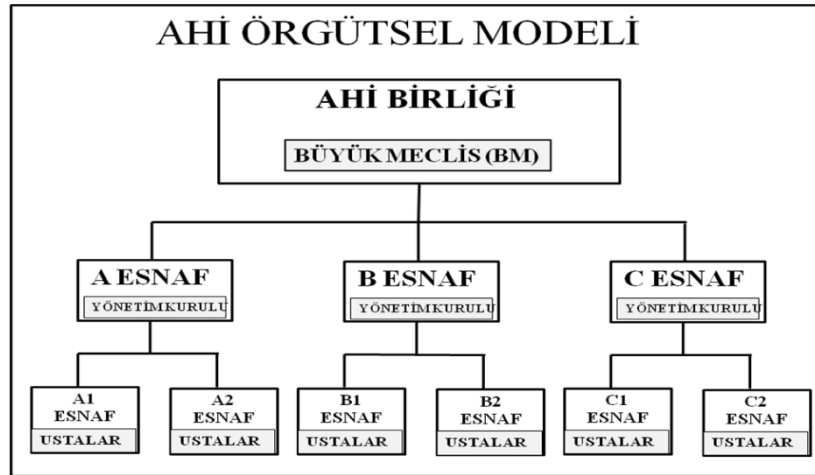 AHİ ÖRGÜTSEL MODELİ
AHİ BİRLİĞİ
BÜYÜK MECLİS (BM)
A ESNAF
YÖNETİMKURULU
B ESNAF
YÖNETİMKURULU
C ESNAF
YÖNETİMKURULU
A1
ESNAF
USTALAR
A2
ESNAF
USTALAR
B1
ESNAF
USTALAR
B2
ESNAF
USTALAR
C1
ESNAF
USTALAR
C2
ESNAF
USTALAR